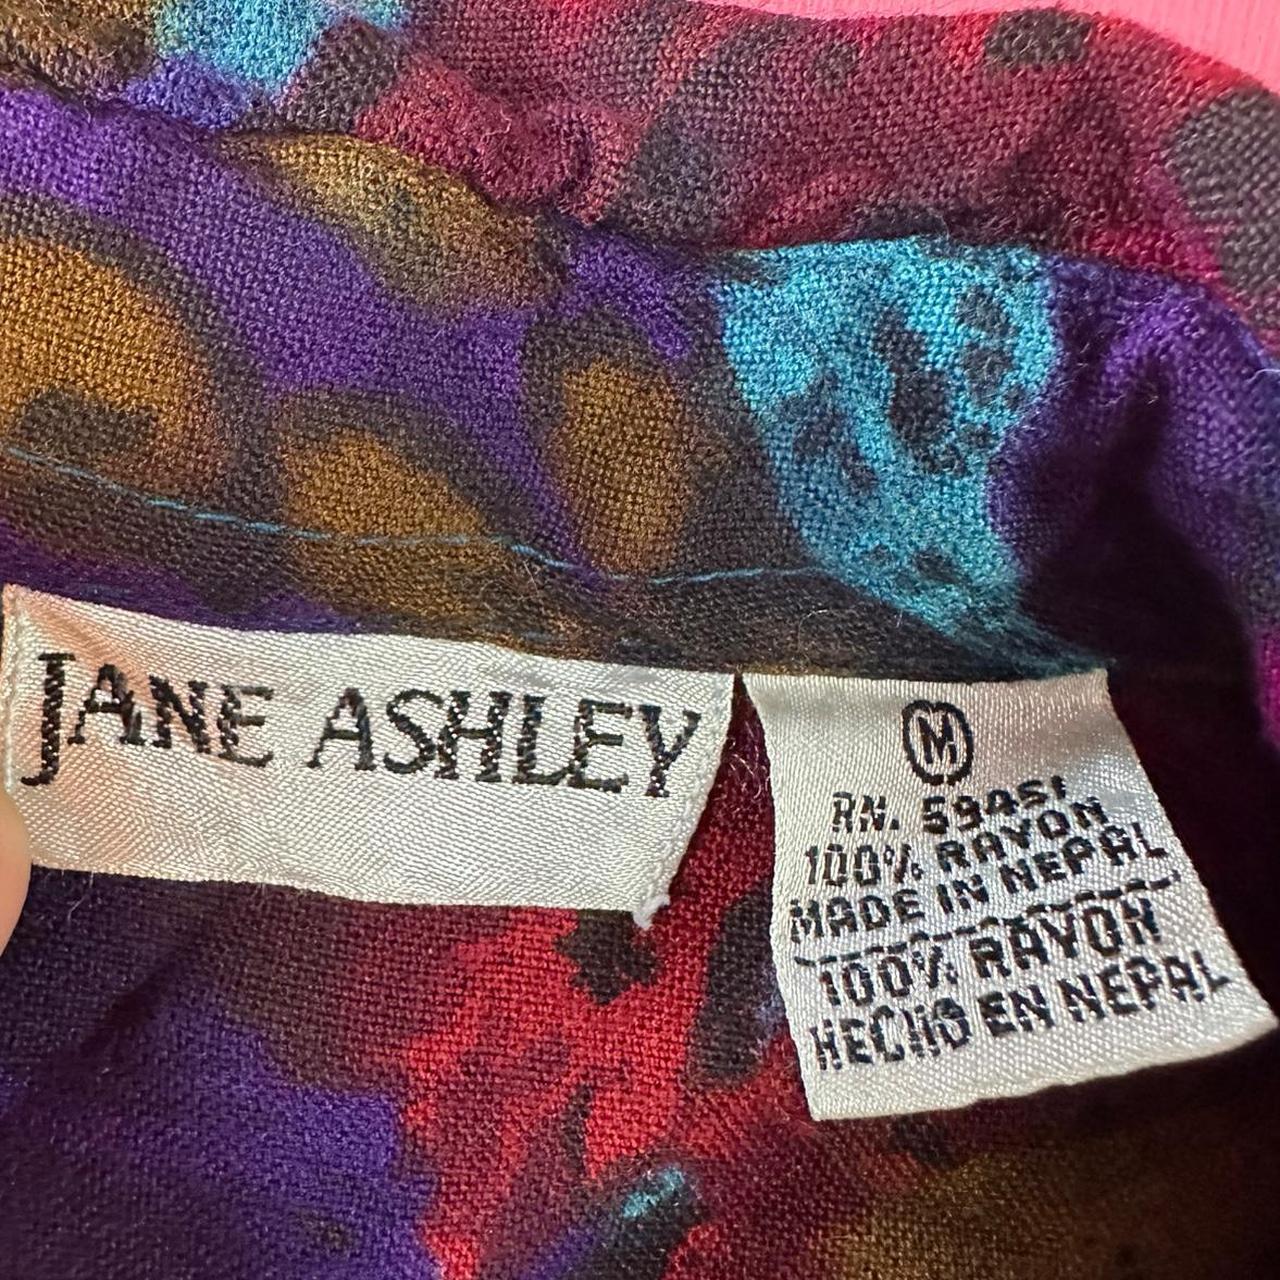 JANE ASHLEY
M
RN. 59451
100% RAYON
MADE IN NEPAL
100% RAYON
HECHO EN NEPAL